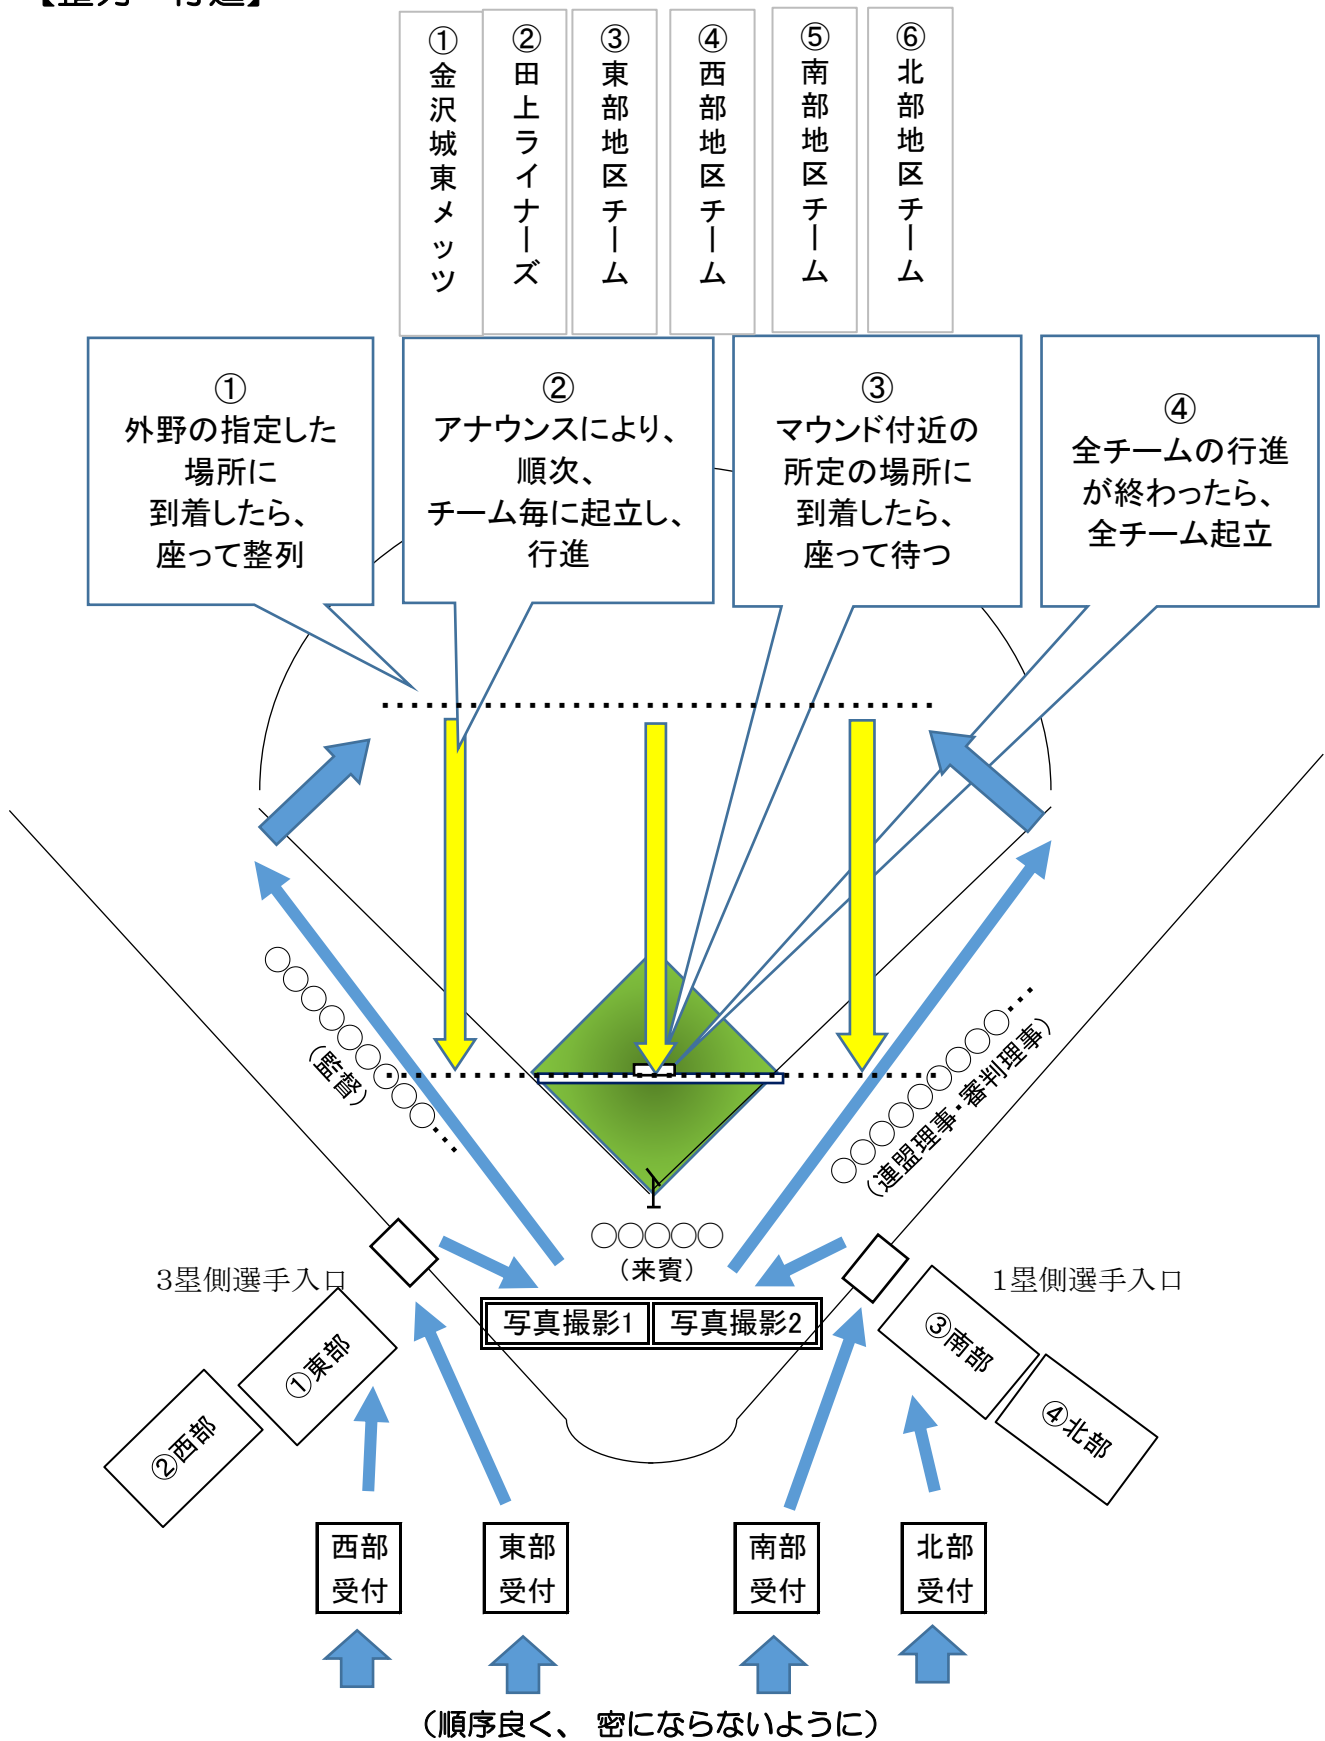 【整列・行進】
①金沢城東メッツ
②田上ライナーズ
③東部地区チーム
④西部地区チーム
⑤南部地区チーム
⑥北部地区チーム
①
外野の指定した
場所に
到着したら、
座って整列
②
アナウンスにより、
順次、
チーム毎に起立し、
行進
③
マウンド付近の
所定の場所に
到着したら、
座って待つ
④
全チームの行進
が終わったら、
全チーム起立
（監督）
（連盟理事・審判理事）
（来賓）
3塁側選手入口
1塁側選手入口
写真撮影1
写真撮影2
①東部
②西部
③南部
④北部
西部
受付
東部
受付
南部
受付
北部
受付
（順序良く、 密にならないように）